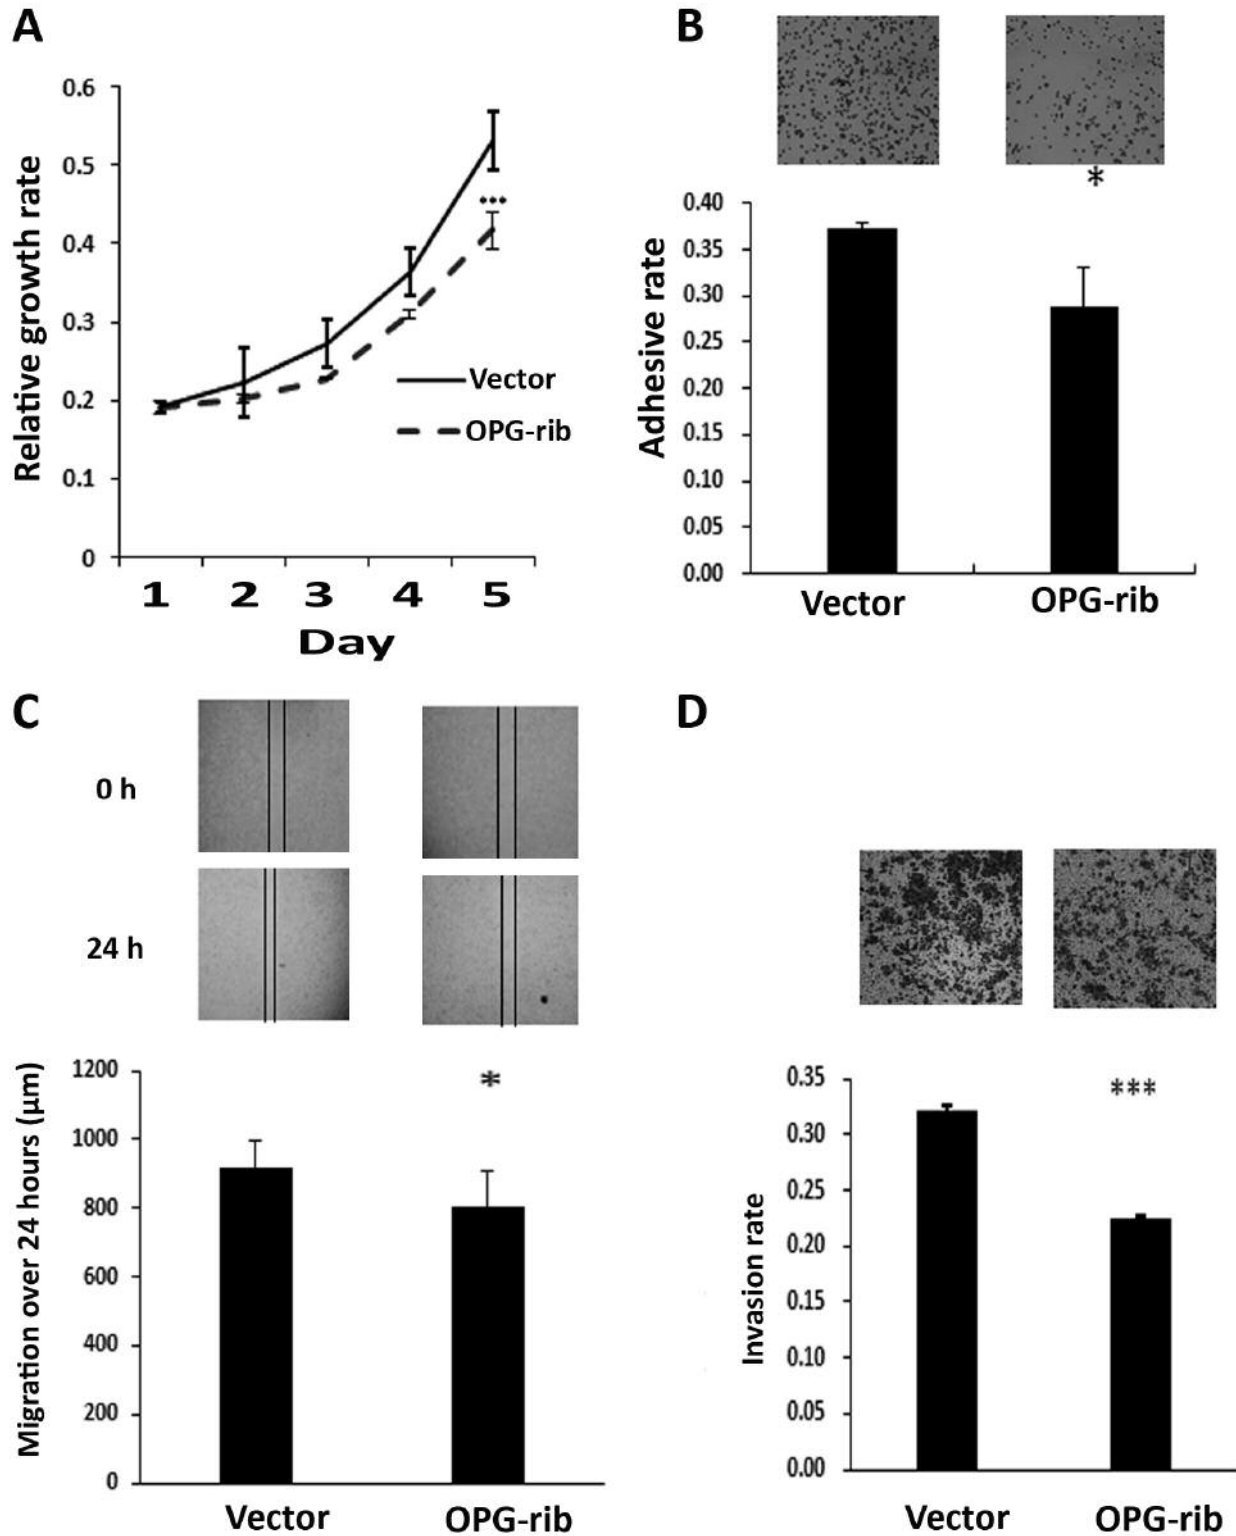 A
0.6
0.5
0.4
0.3
0.2
0.1
0
Relative growth rate
***
Vector
OPG-rib
1 2 3 4 5
Day
B
*
0.40
0.35
0.30
0.25
0.20
0.15
0.10
0.05
0.00
Adhesive rate
Vector OPG-rib
C
0 h
24 h
1200
1000
800
600
400
200
0
Migration over 24 hours (µm)
*
Vector OPG-rib
D
0.35
0.30
0.25
0.20
0.15
0.10
0.05
0.00
Invasion rate
***
Vector OPG-rib